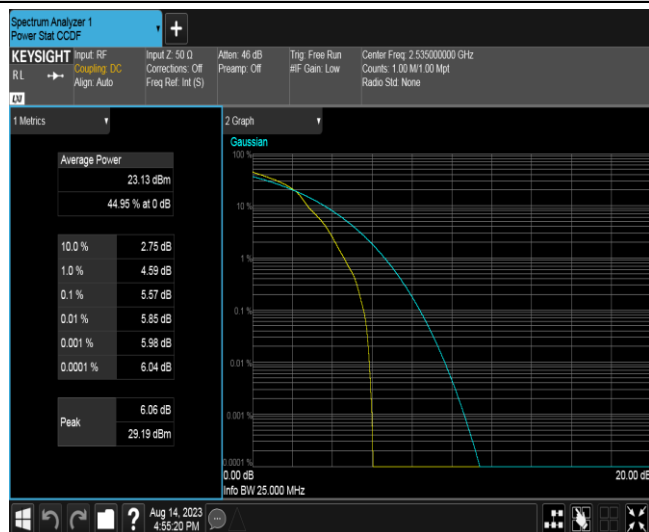 Spectrum Analyzer 1
Power Stat CCDF
+
KEYSIGHT
RL
LXI
Input: RF
Coupling: DC
Align: Auto
Input Z: 50 Ω
Corrections: Off
Freq Ref: Int (S)
Atten: 46 dB
Preamp: Off
Trig: Free Run
#IF Gain: Low
Center Freq: 2.535000000 GHz
Counts: 1.00 M/1.00 Mpt
Radio Std: None
1 Metrics
Average Power
23.13 dBm
44.95 % at 0 dB
10.0 % 2.75 dB
1.0 % 4.59 dB
0.1 % 5.57 dB
0.01 % 5.85 dB
0.001 % 5.98 dB
0.0001 % 6.04 dB
Peak
6.06 dB
29.19 dBm
2 Graph
Gaussian
100 %
10 %
1 %
0.1 %
0.01 %
0.001 %
0.0001 %
0.00 dB
20.00 dB
Info BW 25.000 MHz
?
Aug 14, 2023
4:55:20 PM